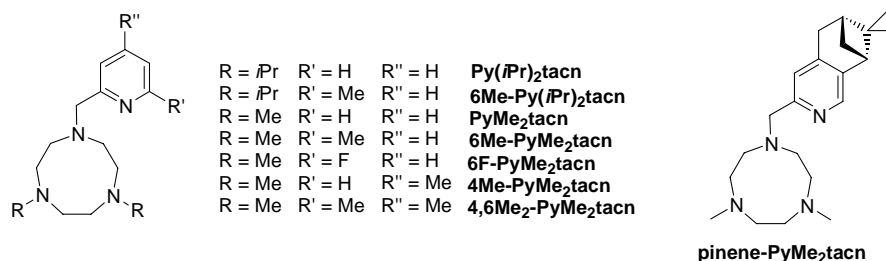 R''
N
R'
N
N
N
R
R
R = iPr R' = H R'' = H Py(iPr)2tacn
R = iPr R' = Me R'' = H 6Me-Py(iPr)2tacn
R = Me R' = H R'' = H PyMe2tacn
R = Me R' = Me R'' = H 6Me-PyMe2tacn
R = Me R' = F R'' = H 6F-PyMe2tacn
R = Me R' = H R'' = Me 4Me-PyMe2tacn
R = Me R' = Me R'' = Me 4,6Me2-PyMe2tacn
N
N
N
N
pinene-PyMe2tacn